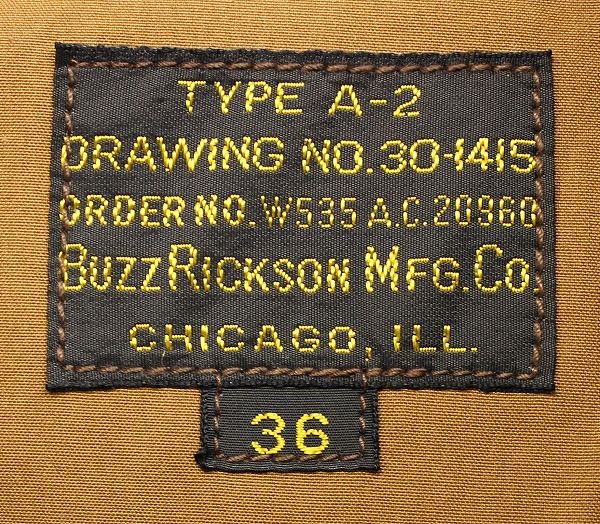 TYPE A-2
DRAWING NO.30-1415
ORDER NO.W535 A.C.20960
BUZZ RICKSON MFG.CO.
CHICAGO, ILL.
36